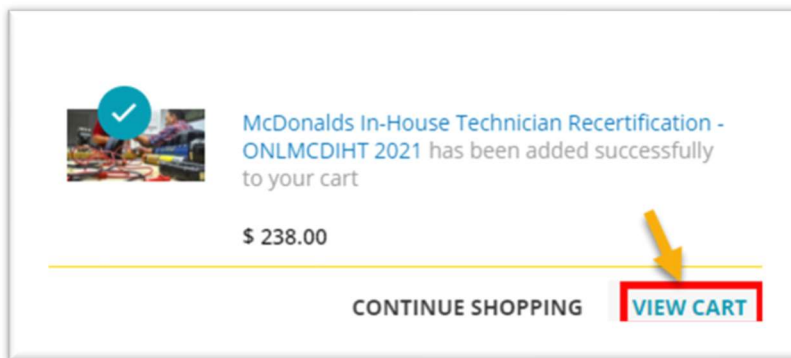 McDonalds In-House Technician Recertification -
ONLMCDIHT 2021 has been added successfully
to your cart
$ 238.00
CONTINUE SHOPPING
VIEW CART